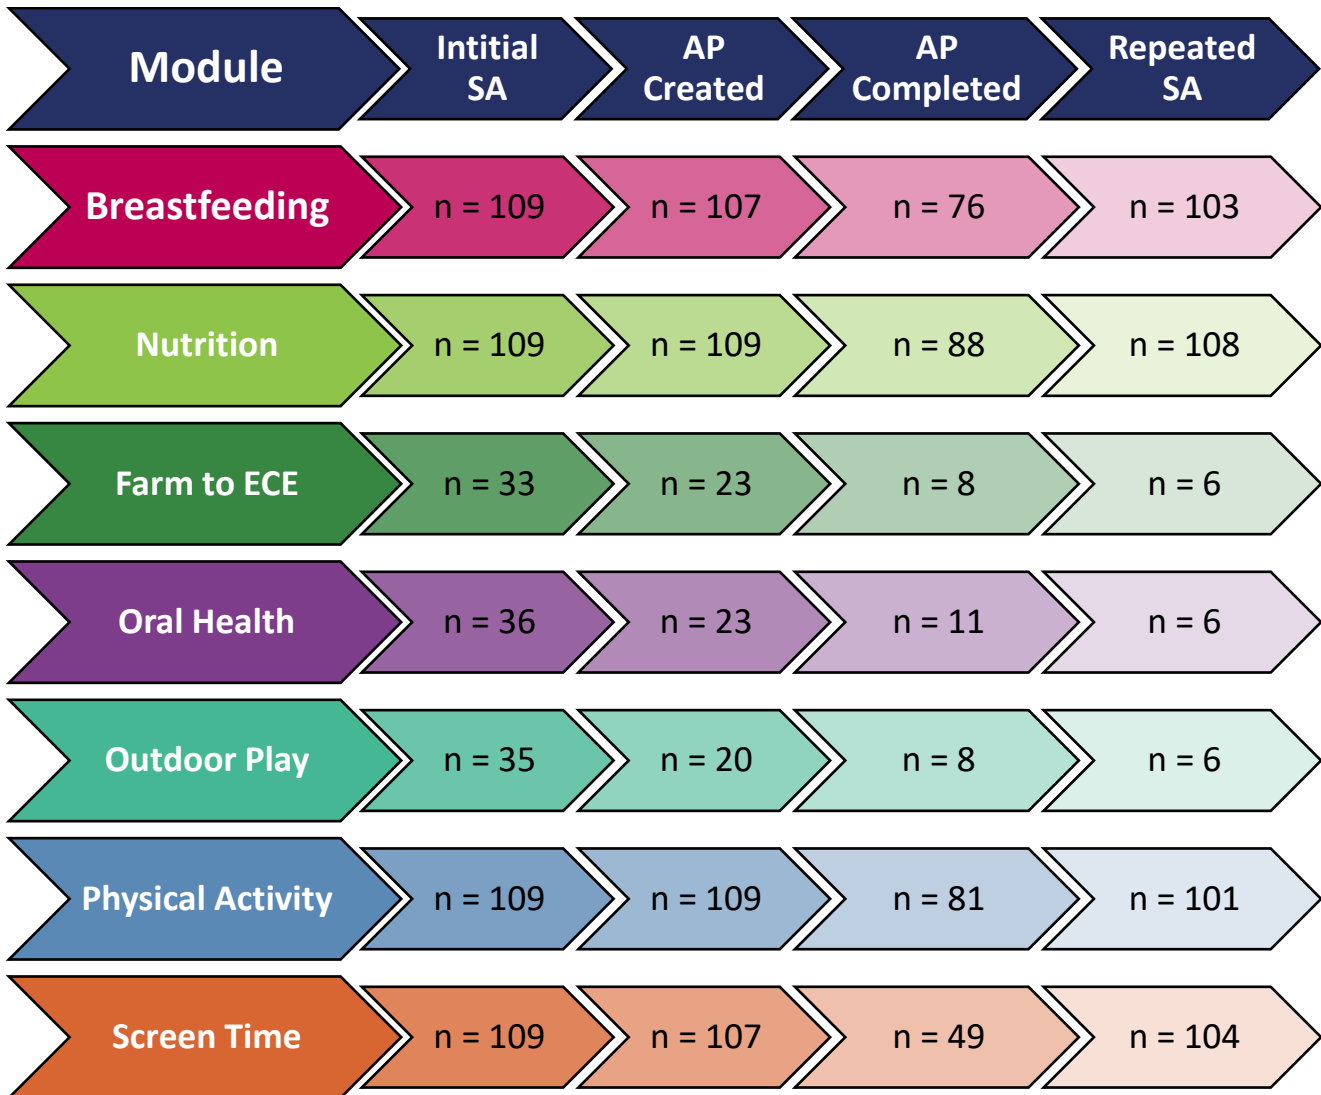 Module
Intitial
SA
AP
Created
AP
Completed
Repeated
SA
Breastfeeding
n = 109
n = 107
n = 76
n = 103
Nutrition
n = 109
n = 109
n = 88
n = 108
Farm to ECE
n = 33
n = 23
n = 8
n = 6
Oral Health
n = 36
n = 23
n = 11
n = 6
Outdoor Play
n = 35
n = 20
n = 8
n = 6
Physical Activity
n = 109
n = 109
n = 81
n = 101
Screen Time
n = 109
n = 107
n = 49
n = 104